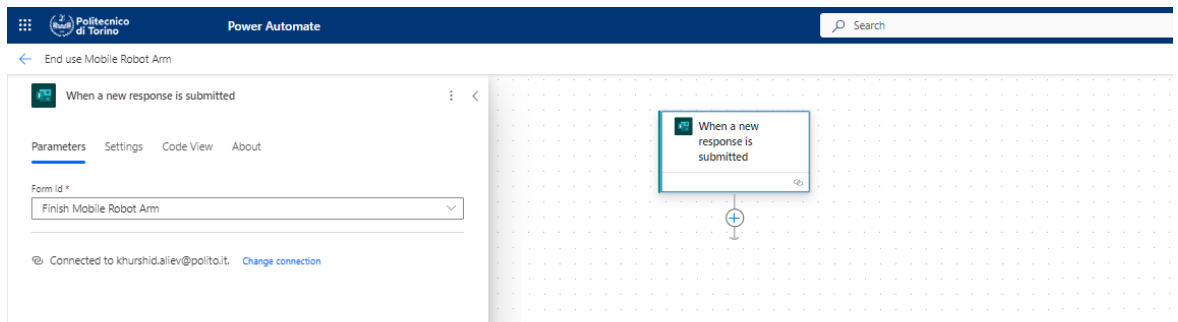 Politecnico
di Torino
Power Automate
Search
End use Mobile Robot Arm
When a new response is submitted
Parameters Settings Code View About
Form Id *
Finish Mobile Robot Arm
Connected to khurshid.aliev@polito.it. Change connection
When a new
response is
submitted